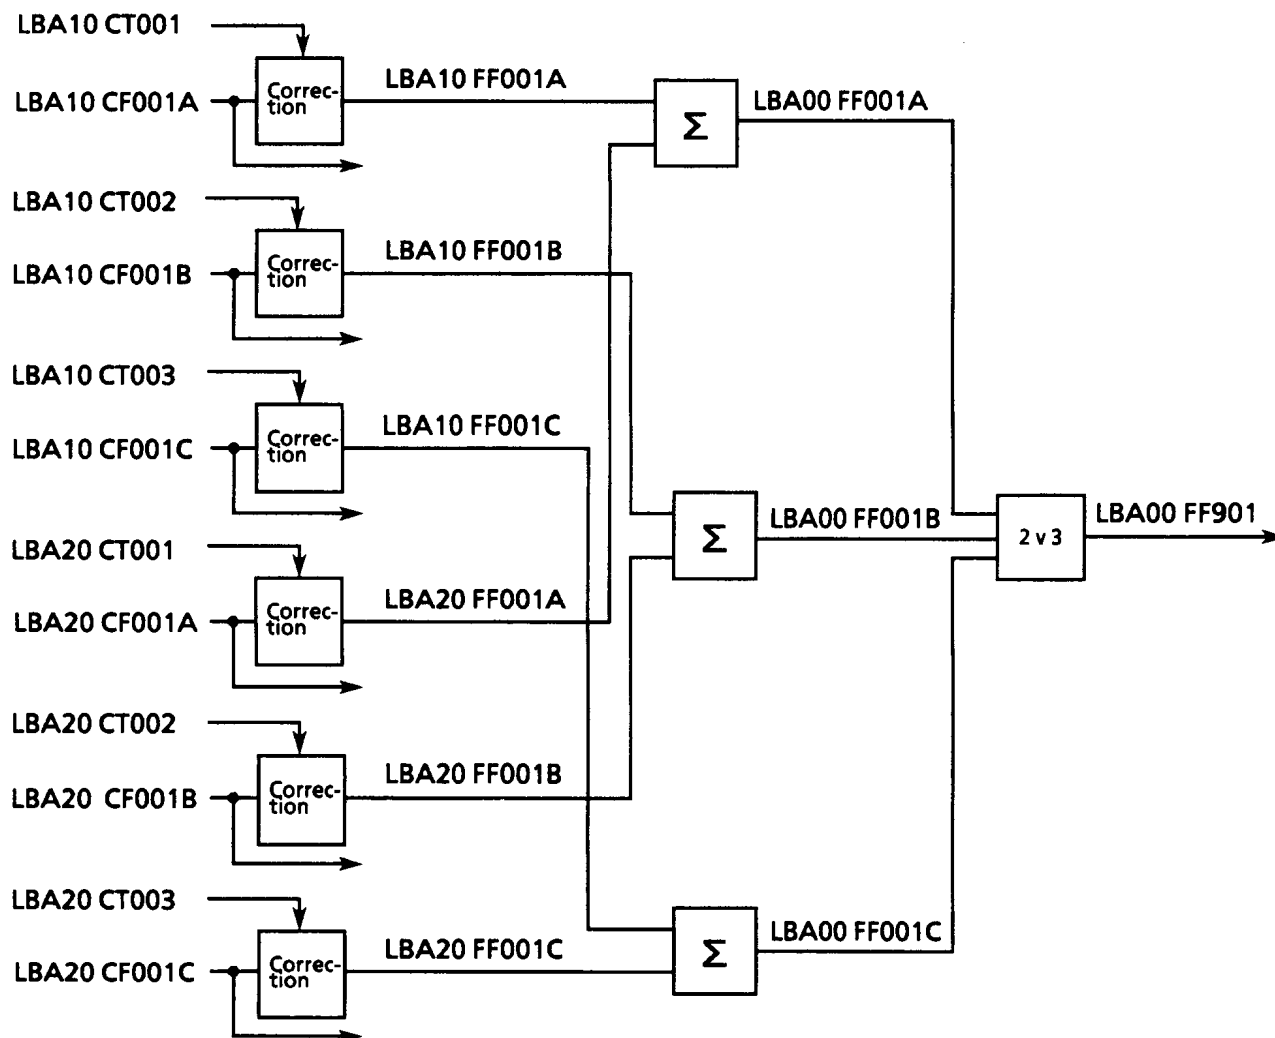 LBA10 CT001
LBA10 CF001A
Correc-
tion
LBA10 FF001A
Σ
LBA00 FF001A
LBA10 CT002
LBA10 CF001B
Correc-
tion
LBA10 FF001B
LBA10 CT003
LBA10 CF001C
Correc-
tion
LBA10 FF001C
Σ
LBA00 FF001B
2 v 3
LBA00 FF901
LBA20 CT001
LBA20 CF001A
Correc-
tion
LBA20 FF001A
LBA20 CT002
LBA20 CF001B
Correc-
tion
LBA20 FF001B
LBA20 CT003
LBA20 CF001C
Correc-
tion
LBA20 FF001C
Σ
LBA00 FF001C